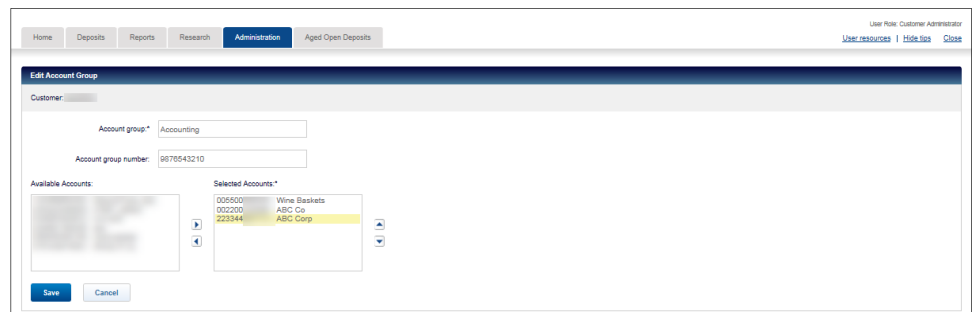 User Role: Customer Administrator
Home Deposits Reports Research Administration Aged Open Deposits
User resources | Hide tips Close
Edit Account Group
Customer:
Account group:* Accounting
Account group number: 9876543210
Available Accounts: Selected Accounts:*
005500 Wine Baskets
002200 ABC Co
223344 ABC Corp
Save Cancel